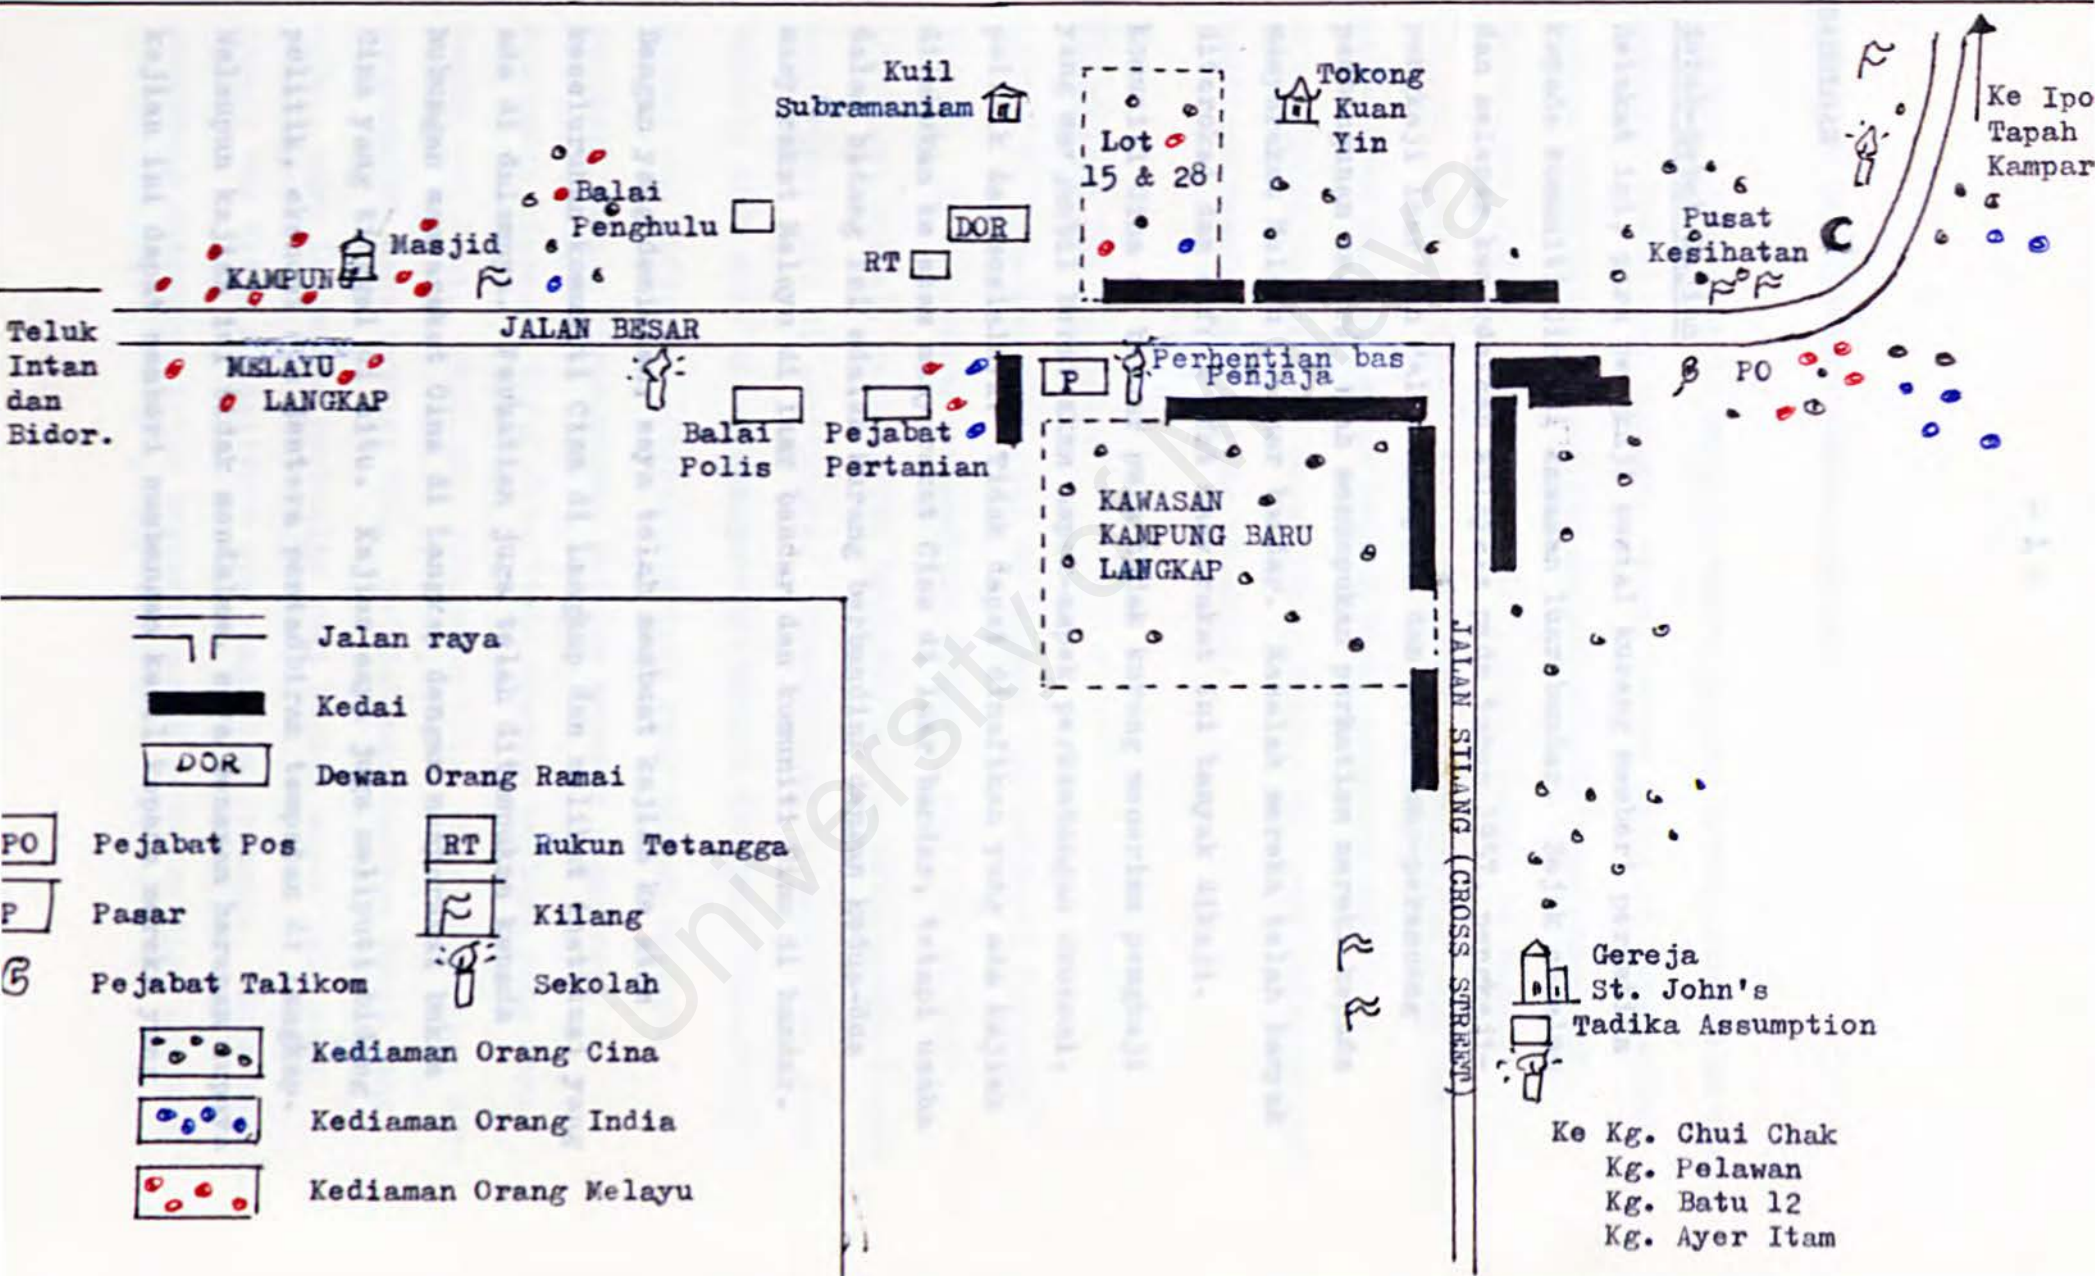 Kuil
Subramaniam
Lot
15 & 28
Tokong
Kuan
Yin
Ke Ipo
Tapah
Kampar
Balai
Penghulu
DOR
RT
Masjid
KAMPUNG
Pusat
Kesihatan
JALAN BESAR
Teluk
Intan
dan
Bidor.
MELAYU
LANGKAP
Balai
Polis
Pejabat
Pertanian
P
Perhentian bas
Penjaja
PO
KAWASAN
KAMPUNG BARU
LANGKAP
JALAN SILANG (CROSS STREET)
Jalan raya
Kedai
DOR
Dewan Orang Ramai
PO
Pejabat Pos
RT
Rukun Tetangga
P
Pasar
Kilang
Pejabat Talikom
Sekolah
Kediaman Orang Cina
Kediaman Orang India
Kediaman Orang Melayu
Gereja
St. John's
Tadika Assumption
Ke Kg. Chui Chak
Kg. Pelawan
Kg. Batu 12
Kg. Ayer Itam
University of Malaya